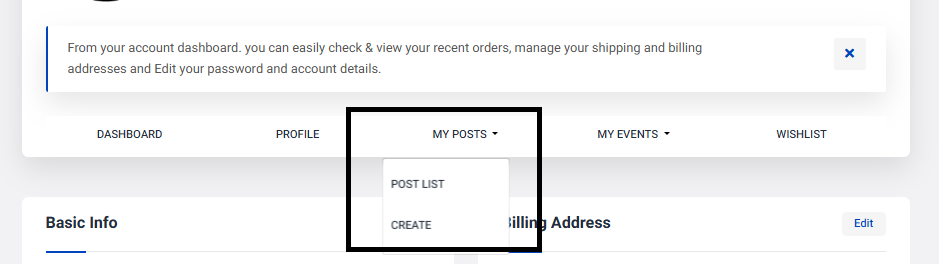 From your account dashboard. you can easily check & view your recent orders, manage your shipping and billing
addresses and Edit your password and account details.
DASHBOARD PROFILE MY POSTS MY EVENTS WISHLIST
POST LIST
CREATE
Basic Info
Billing Address
Edit